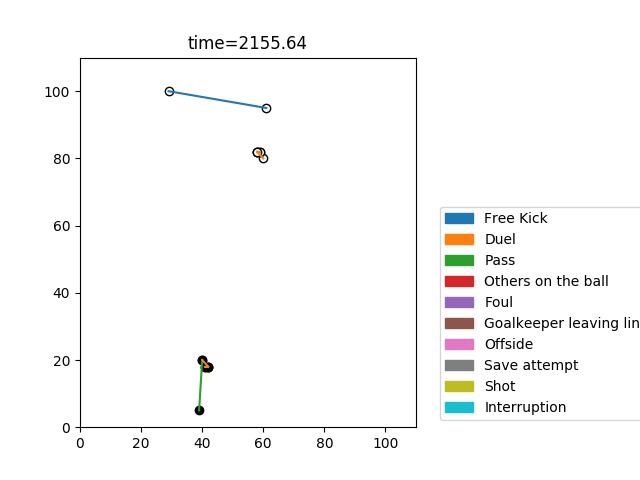 time=2155.64
100
80
60
40
20
0
0 20 40 60 80 100
Free Kick
Duel
Pass
Others on the ball
Foul
Goalkeeper leaving lin
Offside
Save attempt
Shot
Interruption